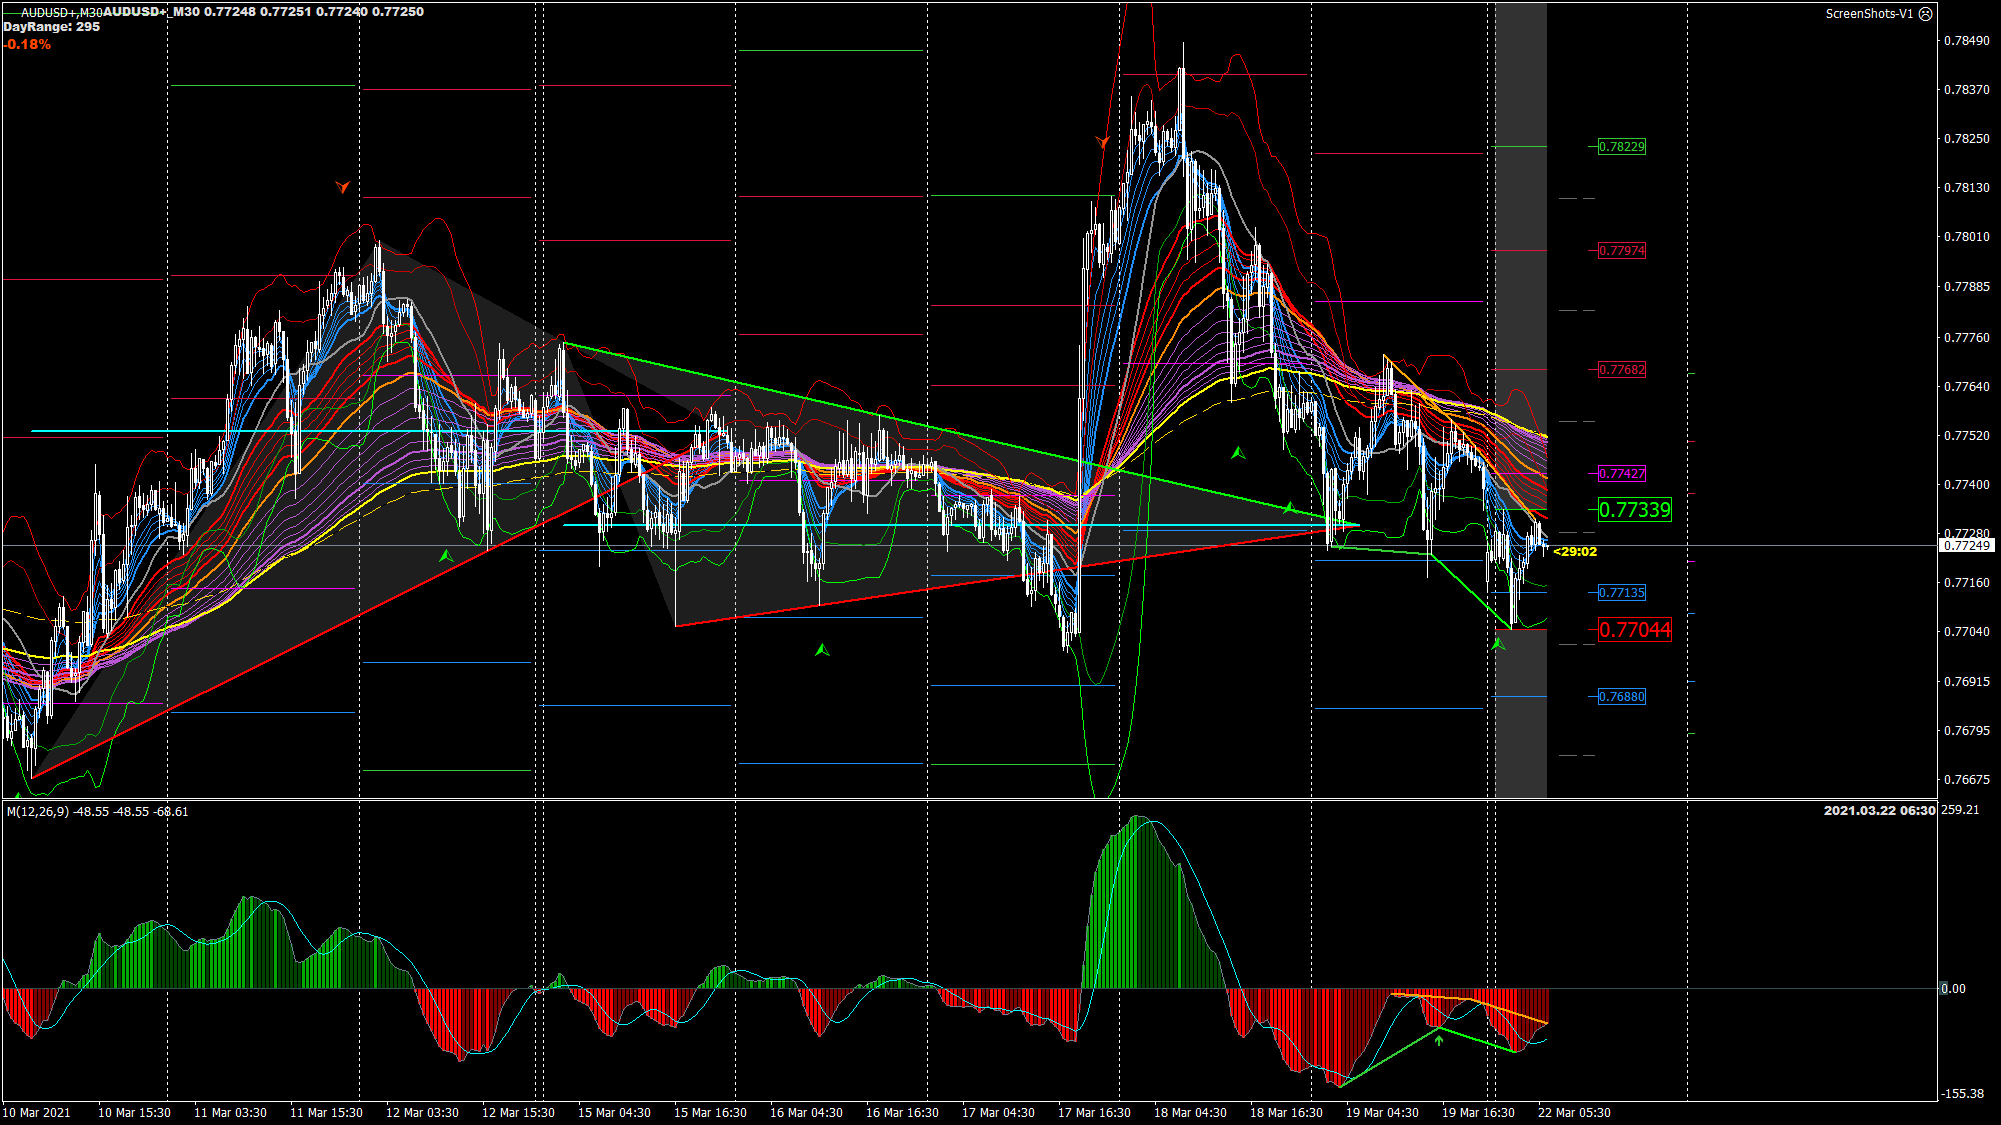 AUDUSD+,M30AUDUSD+_M30 0.77248 0.77251 0.77240 0.77250
ScreenShots-V1
DayRange: 295
-0.18%
0.78490
0.78370
0.78250
0.78229
0.78130
0.78010
0.77974
0.77885
0.77760
0.77682
0.77640
0.77520
0.77427
0.77400
0.77339
0.77280
0.77249
<29:02
0.77160
0.77135
0.77044
0.77040
0.76915
0.76880
0.76795
0.76675
M(12,26,9) -48.55 -48.55 -68.61
2021.03.22 06:30
259.21
0.00
-155.38
10 Mar 2021
10 Mar 15:30
11 Mar 03:30
11 Mar 15:30
12 Mar 03:30
12 Mar 15:30
15 Mar 04:30
15 Mar 16:30
16 Mar 04:30
16 Mar 16:30
17 Mar 04:30
17 Mar 16:30
18 Mar 04:30
18 Mar 16:30
19 Mar 04:30
19 Mar 16:30
22 Mar 05:30